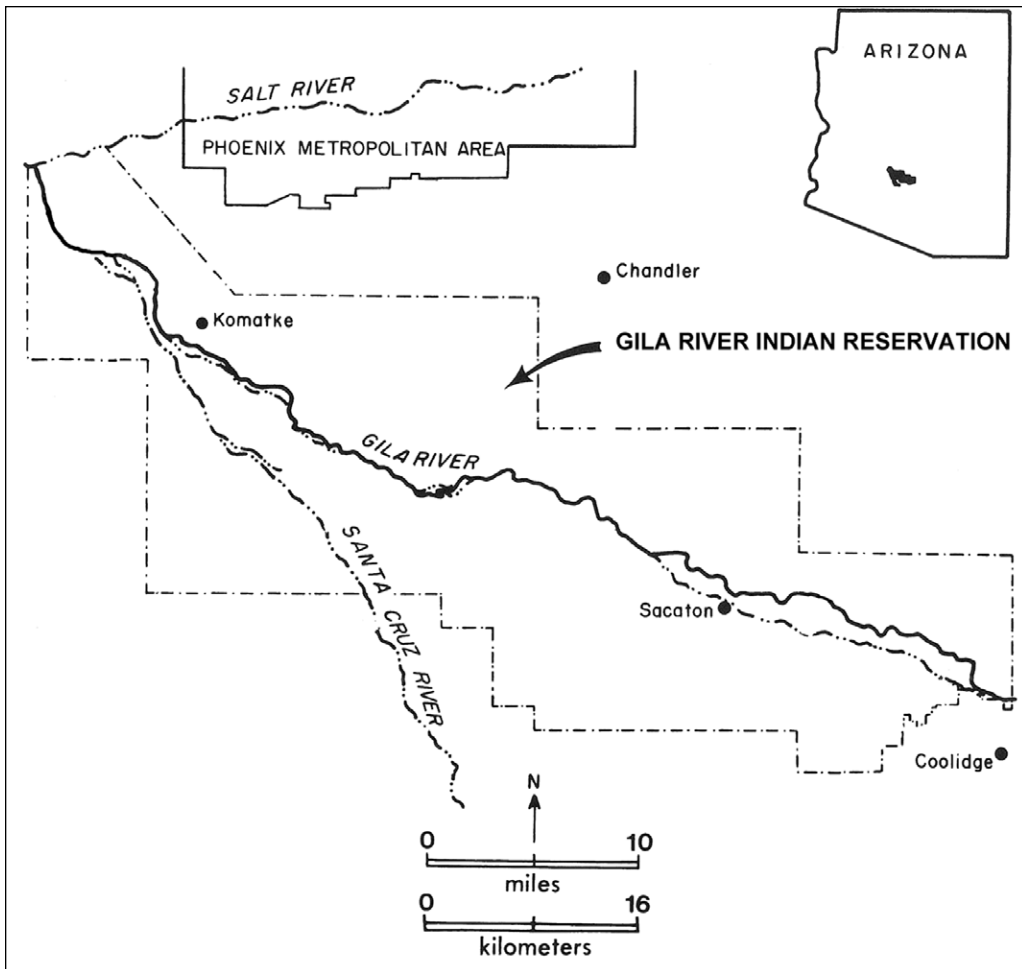 ARIZONA
SALT RIVER
PHOENIX METROPOLITAN AREA
Chandler
Komatke
GILA RIVER INDIAN RESERVATION
GILA RIVER
SANTA CRUZ RIVER
Sacaton
Coolidge
N
0 10
miles
0 16
kilometers